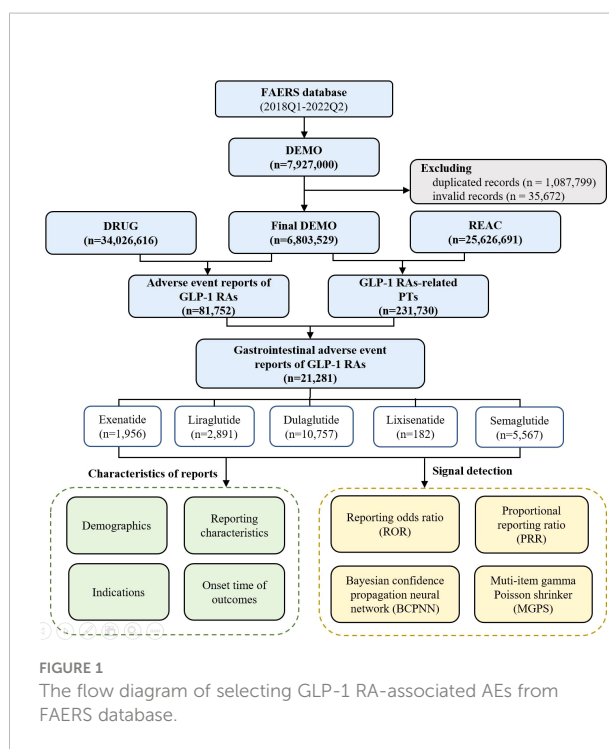 FAERS database
(2018Q1-2022Q2)
DEMO
(n=7,927,000)
Excluding
duplicated records (n = 1,087,799)
invalid records (n = 35,672)
DRUG
(n=34,026,616)
Final DEMO
(n=6,803,529)
REAC
(n=25,626,691)
Adverse event reports of
GLP-1 RAs
(n=81,752)
GLP-1 RAs-related
PTs
(n=231,730)
Gastrointestinal adverse event
reports of GLP-1 RAs
(n=21,281)
Exenatide
(n=1,956)
Liraglutide
(n=2,891)
Dulaglutide
(n=10,757)
Lixisenatide
(n=182)
Semaglutide
(n=5,567)
Characteristics of reports
Signal detection
Demographics
Reporting
characteristics
Indications
Onset time of
outcomes
Reporting odds ratio
(ROR)
Proportional
reporting ratio
(PRR)
Bayesian confidence
propagation neural
network (BCPNN)
Muti-item gamma
Poisson shrinker
(MGPS)
FIGURE 1
The flow diagram of selecting GLP-1 RA-associated AEs from
FAERS database.